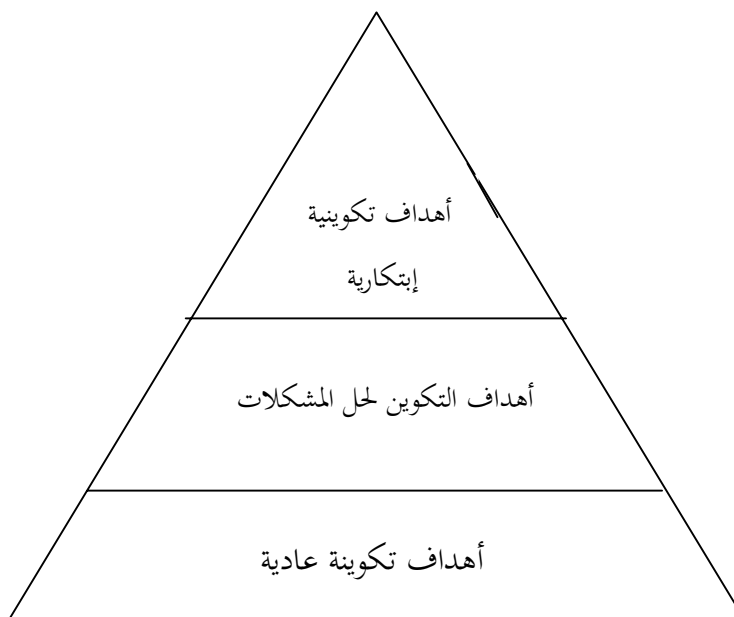 أهداف تكوينية
إبتكارية
أهداف التكوين لحل المشكلات
أهداف تكوينة عادية